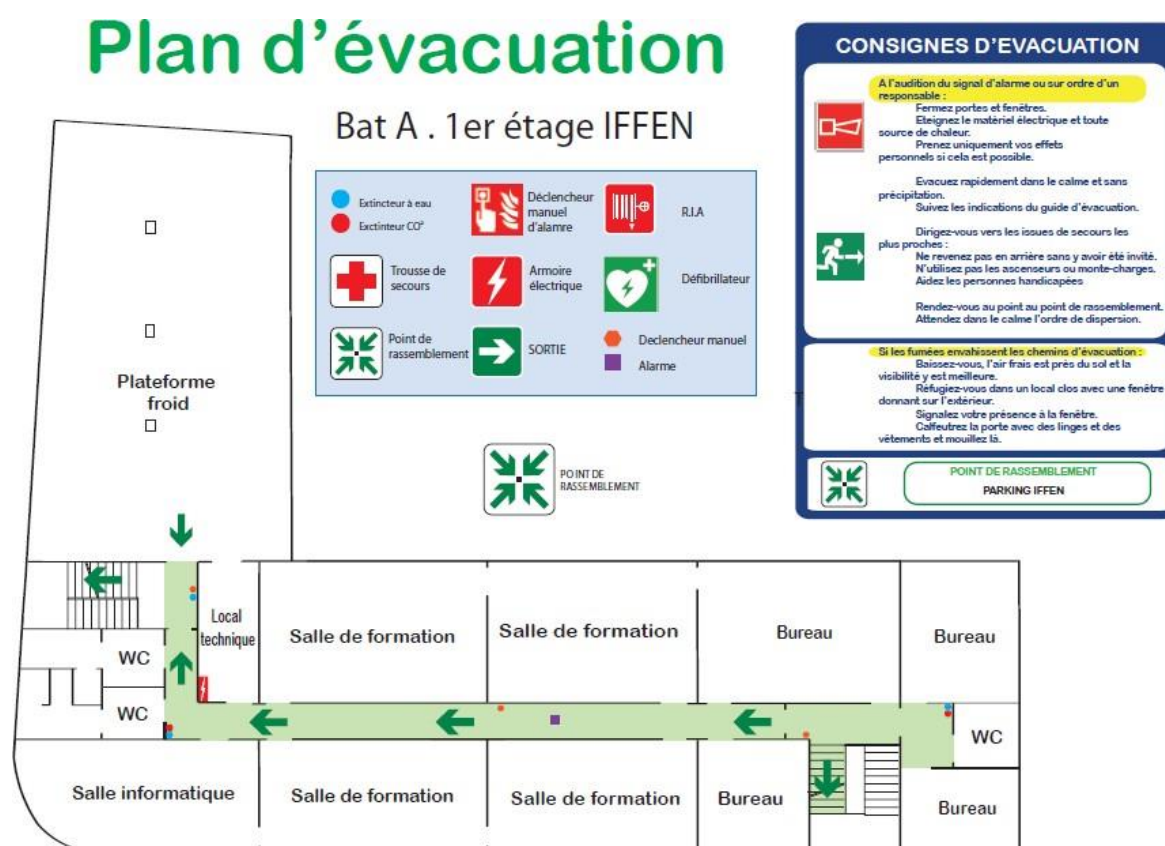 Plan d'évacuation
Bat A . 1er étage IFFEN
Extincteur à eau
Exctinteur CO²
Déclencheur
manuel
d'alamre
R.I.A
Trousse de
secours
Armoire
électrique
Défibrillateur
Point de
rassemblement
SORTIE
Declencheur manuel
Alarme
CONSIGNES D'EVACUATION
A l'audition du signal d'alarme ou sur ordre d'un
responsable :
Fermez portes et fenêtres.
Eteignez le matèriel électrique et toute
source de chaleur.
Prenez uniquement vos effets
personnels si cela est possible.
Evacuez rapidement dans le calme et sans
précipitation.
Suivez les indications du guide d'évacuation.
Dirigez-vous vers les issues de secours les
plus proches :
Ne revenez pas en arrière sans y avoir été invité.
N'utilisez pas les ascenseurs ou monte-charges.
Aidez les personnes handicapées
Rendez-vous au point au point de rassemblement.
Attendez dans le calme l'ordre de dispersion.
Si les fumées envahissent les chemins d'évacuation :
Baissez-vous, l'air frais est près du sol et la
visibilité y est meilleure.
Réfugiez-vous dans un local clos avec une fenêtre
donnant sur l'extérieur.
Signalez votre présence à la fenêtre.
Calfeutrez la porte avec des linges et des
vêtements et mouillez là.
POINT DE RASSEMBLEMENT
PARKING IFFEN
Plateforme
froid
POINT DE
RASSEMBLEMENT
Local
technique
Salle de formation
Salle de formation
Bureau
Bureau
WC
WC
WC
Salle informatique
Salle de formation
Salle de formation
Bureau
Bureau